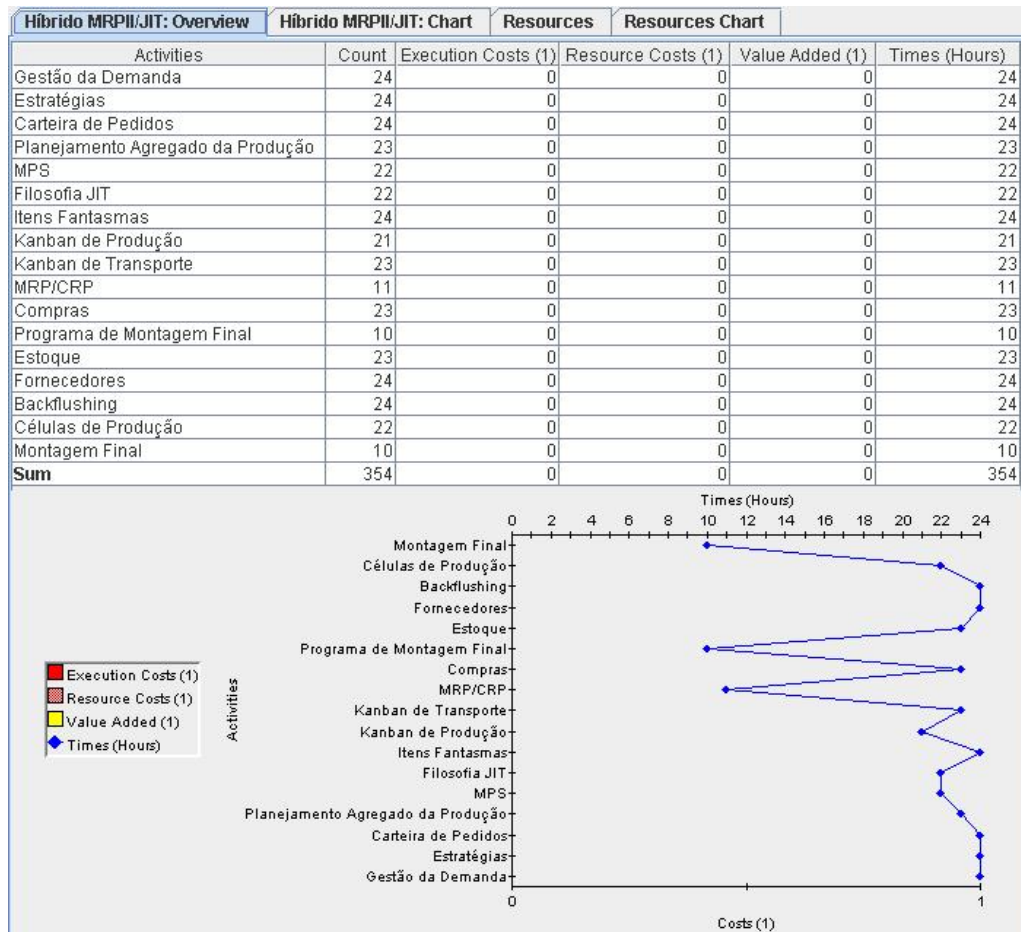 Híbrido MRPII/JIT: Overview Híbrido MRPII/JIT: Chart Resources Resources Chart
Activities Count Execution Costs (1) Resource Costs (1) Value Added (1) Times (Hours)
Gestão da Demanda 24 0 0 0 24
Estratégias 24 0 0 0 24
Carteira de Pedidos 24 0 0 0 24
Planejamento Agregado da Produção 23 0 0 0 23
MPS 22 0 0 0 22
Filosofia JIT 22 0 0 0 22
Itens Fantasmas 24 0 0 0 24
Kanban de Produção 21 0 0 0 21
Kanban de Transporte 23 0 0 0 23
MRP/CRP 11 0 0 0 11
Compras 23 0 0 0 23
Programa de Montagem Final 10 0 0 0 10
Estoque 23 0 0 0 23
Fornecedores 24 0 0 0 24
Backflushing 24 0 0 0 24
Células de Produção 22 0 0 0 22
Montagem Final 10 0 0 0 10
Sum 354 0 0 0 354
Times (Hours)
0 2 4 6 8 10 12 14 16 18 20 22 24
Montagem Final
Células de Produção
Backflushing
Fornecedores
Estoque
Programa de Montagem Final
Compras
MRP/CRP
Kanban de Transporte
Kanban de Produção
Itens Fantasmas
Filosofia JIT
MPS
Planejamento Agregado da Produção
Carteira de Pedidos
Estratégias
Gestão da Demanda
Execution Costs (1)
Resource Costs (1)
Value Added (1)
Times (Hours)
Activities
0 1
Costs (1)